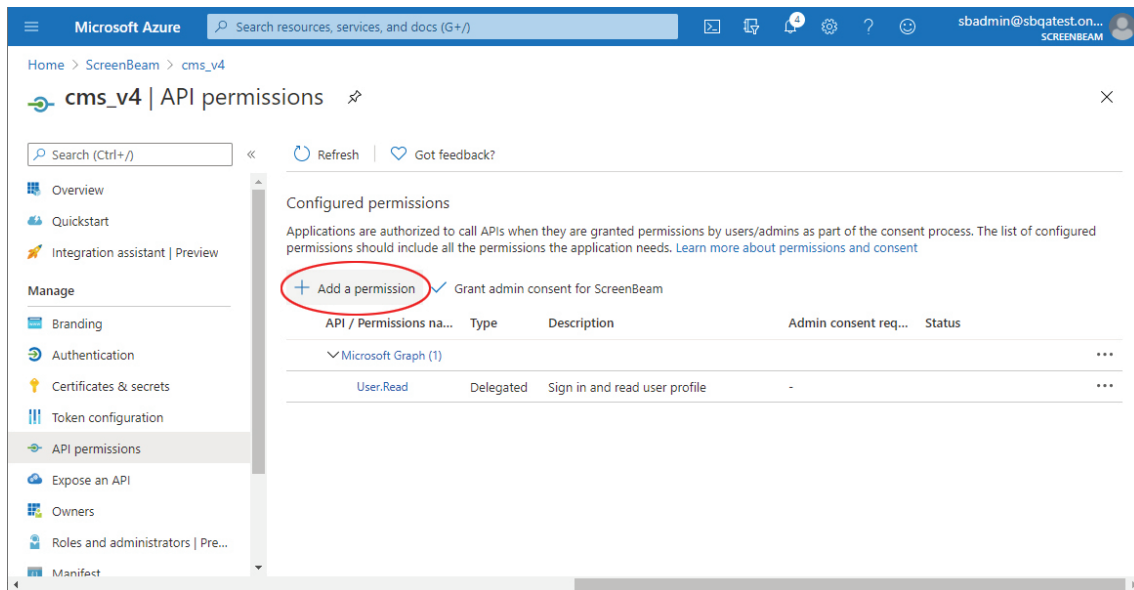 Microsoft Azure
Search resources, services, and docs (G+/)
4
sbadmin@sbqatest.on...
SCREENBEAM
Home > ScreenBeam > cms_v4
cms_v4 | API permissions
Search (Ctrl+/)
«
Refresh
Got feedback?
Overview
Quickstart
Integration assistant | Preview
Manage
Branding
Authentication
Certificates & secrets
Token configuration
API permissions
Expose an API
Owners
Roles and administrators | Pre...
Manifest
Configured permissions
Applications are authorized to call APIs when they are granted permissions by users/admins as part of the consent process. The list of configured
permissions should include all the permissions the application needs. Learn more about permissions and consent
+ Add a permission ✓ Grant admin consent for ScreenBeam
API / Permissions na... Type Description Admin consent req... Status
Microsoft Graph (1) ...
User.Read Delegated Sign in and read user profile - ...